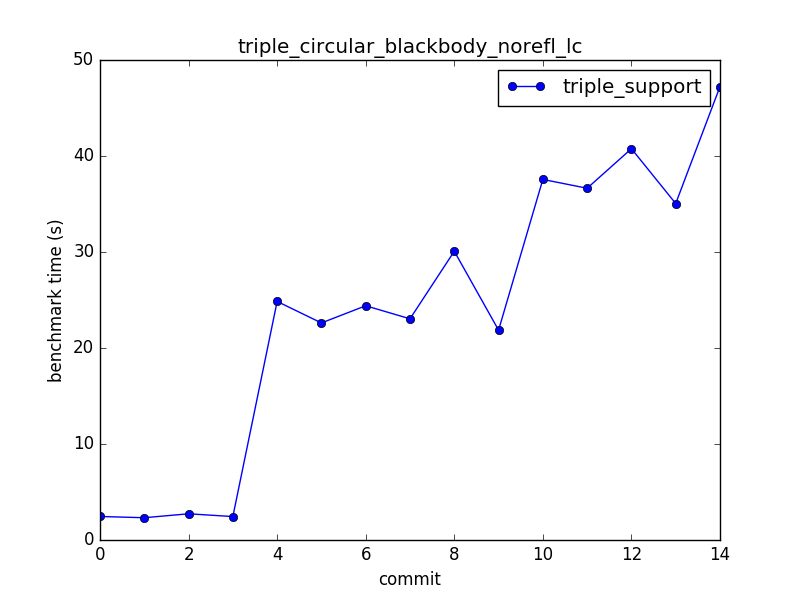 triple_circular_blackbody_norefl_lc
triple_support
50
40
30
20
10
0
benchmark time (s)
0 2 4 6 8 10 12 14
commit